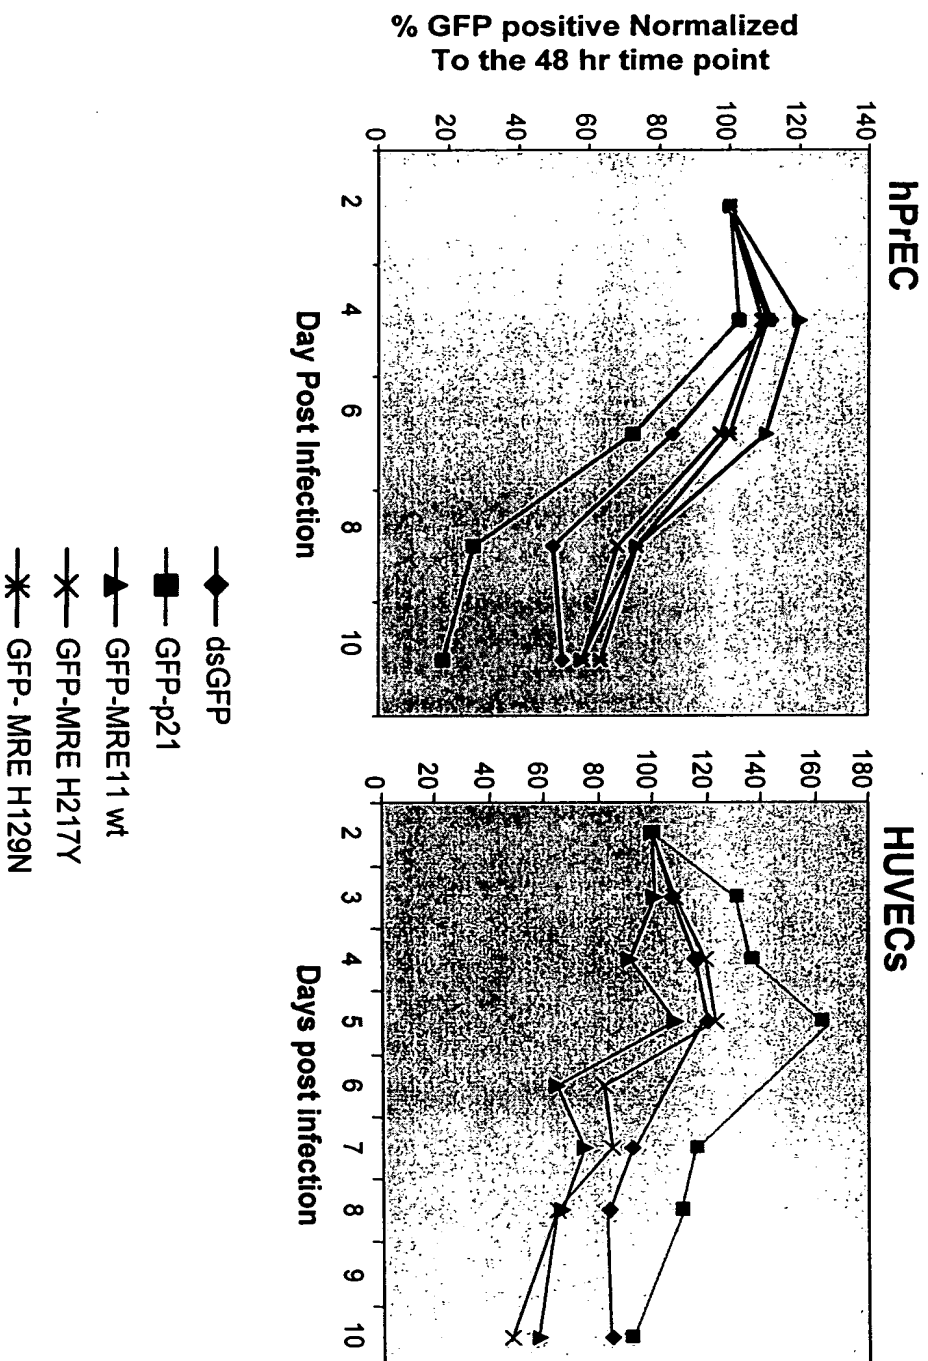 % GFP positive Normalized
To the 48 hr time point
hPrEC
140
120
100
80
60
40
20
0
2
4
6
8
10
Day Post Infection
HUVECs
180
160
140
120
100
80
60
40
20
0
2
3
4
5
6
7
8
9
10
Days post infection
dsGFP
GFP-p21
GFP-MRE11 wt
GFP-MRE H217Y
GFP- MRE H129N